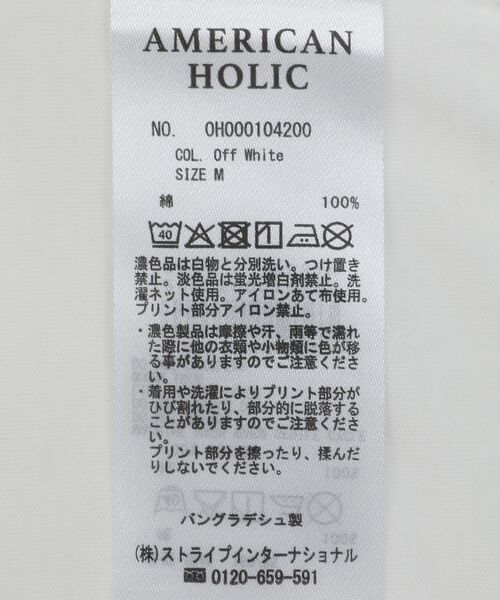 AMERICAN
HOLIC
NO. OH000104200
COL. Off White
SIZE M
綿 100%
40
濃色品は白物と分別洗い。つけ置き
禁止。淡色品は蛍光増白剤禁止。洗
濯ネット使用。アイロンあて布使用。
プリント部分アイロン禁止。
・濃色製品は摩擦や汗、雨等で濡れ
た際に他の衣類や小物類に色が移
る事がありますのでご注意くださ
い。
・着用や洗濯によりプリント部分が
ひび割れたり、部分的に脱落する
ことがありますのでご注意くださ
い。
プリント部分を擦ったり、揉んだ
りしないでください。
バングラデシュ製
(株)ストライプインターナショナル
0120-659-591